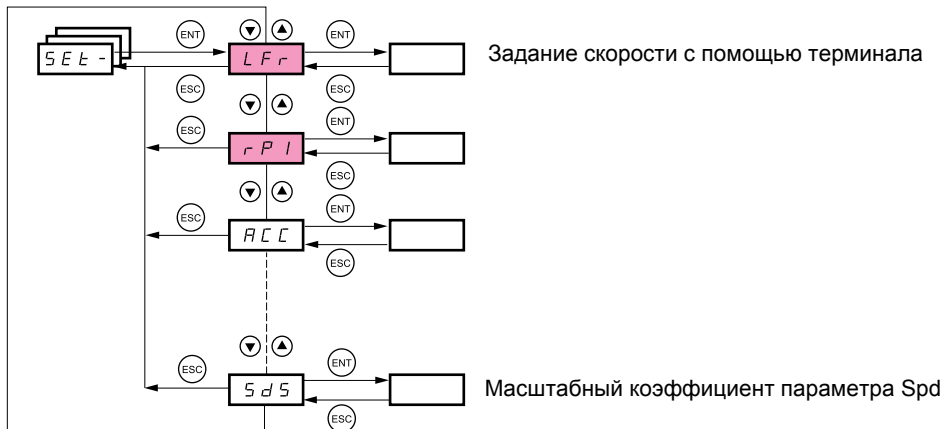 ENT ENT
SEt- LFr Задание скорости с помощью терминала
ESC ESC
ESC ENT
rPI
ESC
ESC ENT
ACC
ESC
ESC ENT
SdS Масштабный коэффициент параметра Spd
ESC